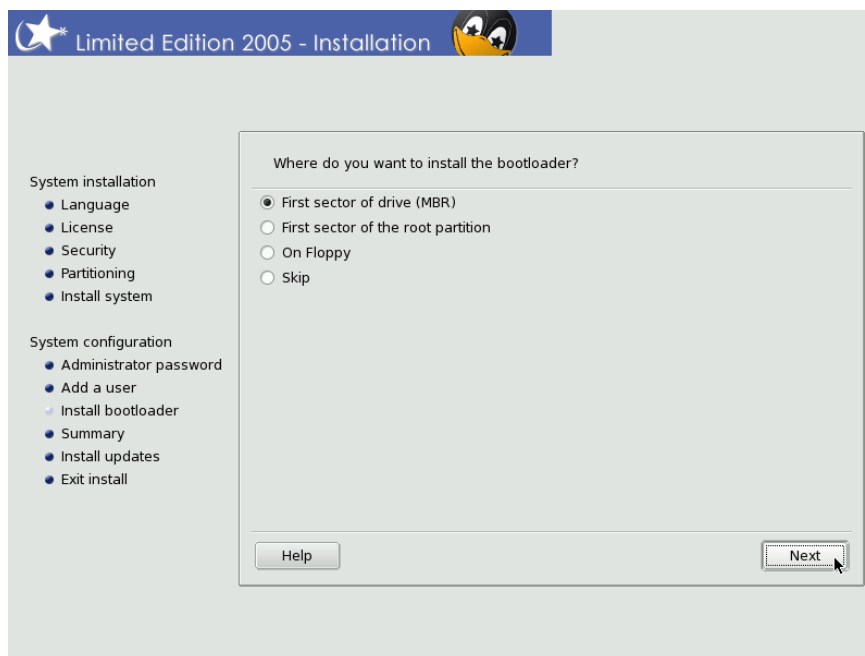 Limited Edition 2005 - Installation
System installation
Language
License
Security
Partitioning
Install system
System configuration
Administrator password
Add a user
Install bootloader
Summary
Install updates
Exit install
Where do you want to install the bootloader?
First sector of drive (MBR)
First sector of the root partition
On Floppy
Skip
Help
Next